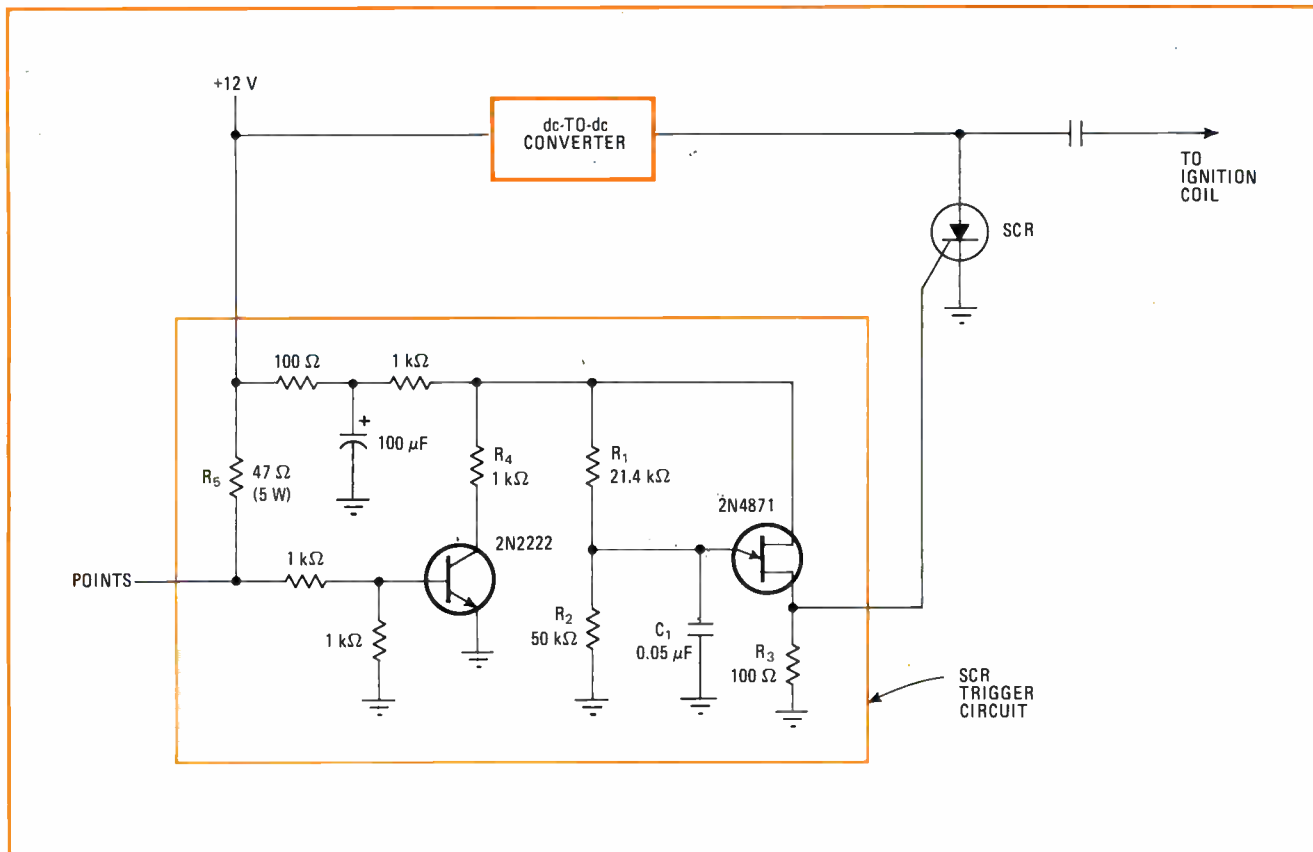 +12 V
dc-TO-dc
CONVERTER
TO
IGNITION
COIL
SCR
100 Ω
1 kΩ
+
100 µF
R5
47 Ω
(5 W)
R4
1 kΩ
R1
21.4 kΩ
2N4871
2N2222
POINTS
1 kΩ
1 kΩ
R2
50 kΩ
C1
0.05 µF
R3
100 Ω
SCR
TRIGGER
CIRCUIT